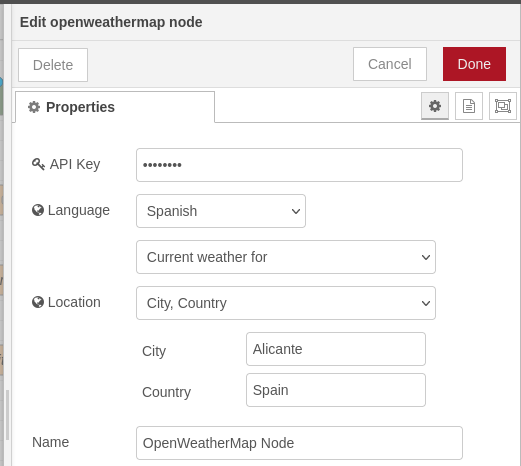 Edit openweathermap node
Delete
Cancel
Done
Properties
API Key
••••••••
Language
Spanish
Current weather for
Location
City, Country
City
Alicante
Country
Spain
Name
OpenWeatherMap Node